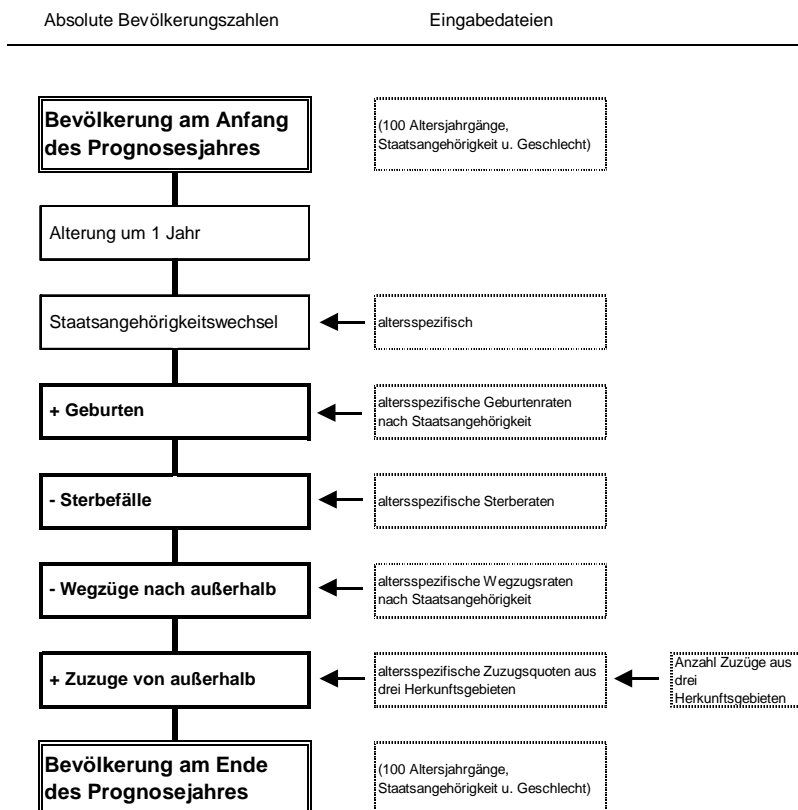 Absolute Bevölkerungszahlen
Eingabedateien
Bevölkerung am Anfang
des Prognosesjahres
(100 Altersjahrgänge,
Staatsangehörigkeit u. Geschlecht)
Alterung um 1 Jahr
Staatsangehörigkeitswechsel
altersspezifisch
+ Geburten
altersspezifische Geburtenraten
nach Staatsangehörigkeit
- Sterbefälle
altersspezifische Sterberaten
- Wegzüge nach außerhalb
altersspezifische Wegzugsraten
nach Staatsangehörigkeit
+ Zuzuge von außerhalb
altersspezifische Zuzugsquoten aus
drei Herkunftsgebieten
Anzahl Zuzüge aus
drei
Herkunftsgebieten
Bevölkerung am Ende
des Prognosejahres
(100 Altersjahrgänge,
Staatsangehörigkeit u. Geschlecht)